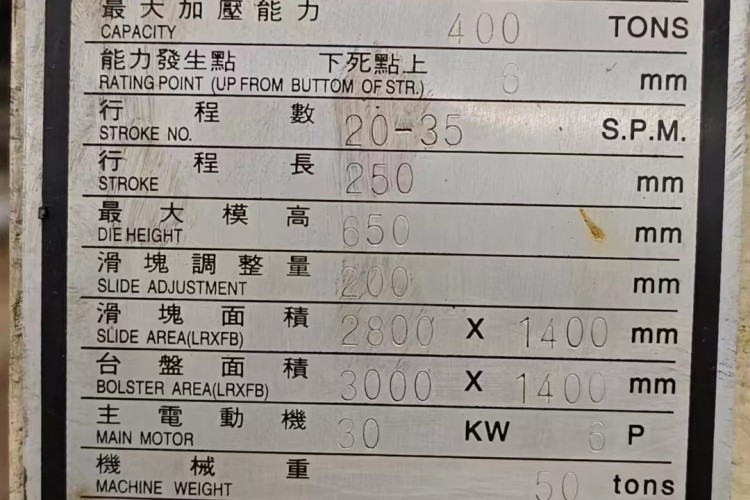 最大加壓能力 400 TONS
CAPACITY
能力發生點 下死點上 6 mm
RATING POINT (UP FROM BUTTOM OF STR.)
行程數 20-35 S.P.M.
STROKE NO.
行程長 250 mm
STROKE
最大模高 650 mm
DIE HEIGHT
滑塊調整量 200 mm
SLIDE ADJUSTMENT
滑塊面積 2800 X 1400 mm
SLIDE AREA(LRXFB)
台盤面積 3000 X 1400 mm
BOLSTER AREA(LRXFB)
主電動機 30 KW 6 P
MAIN MOTOR
機械重 50 tons
MACHINE WEIGHT